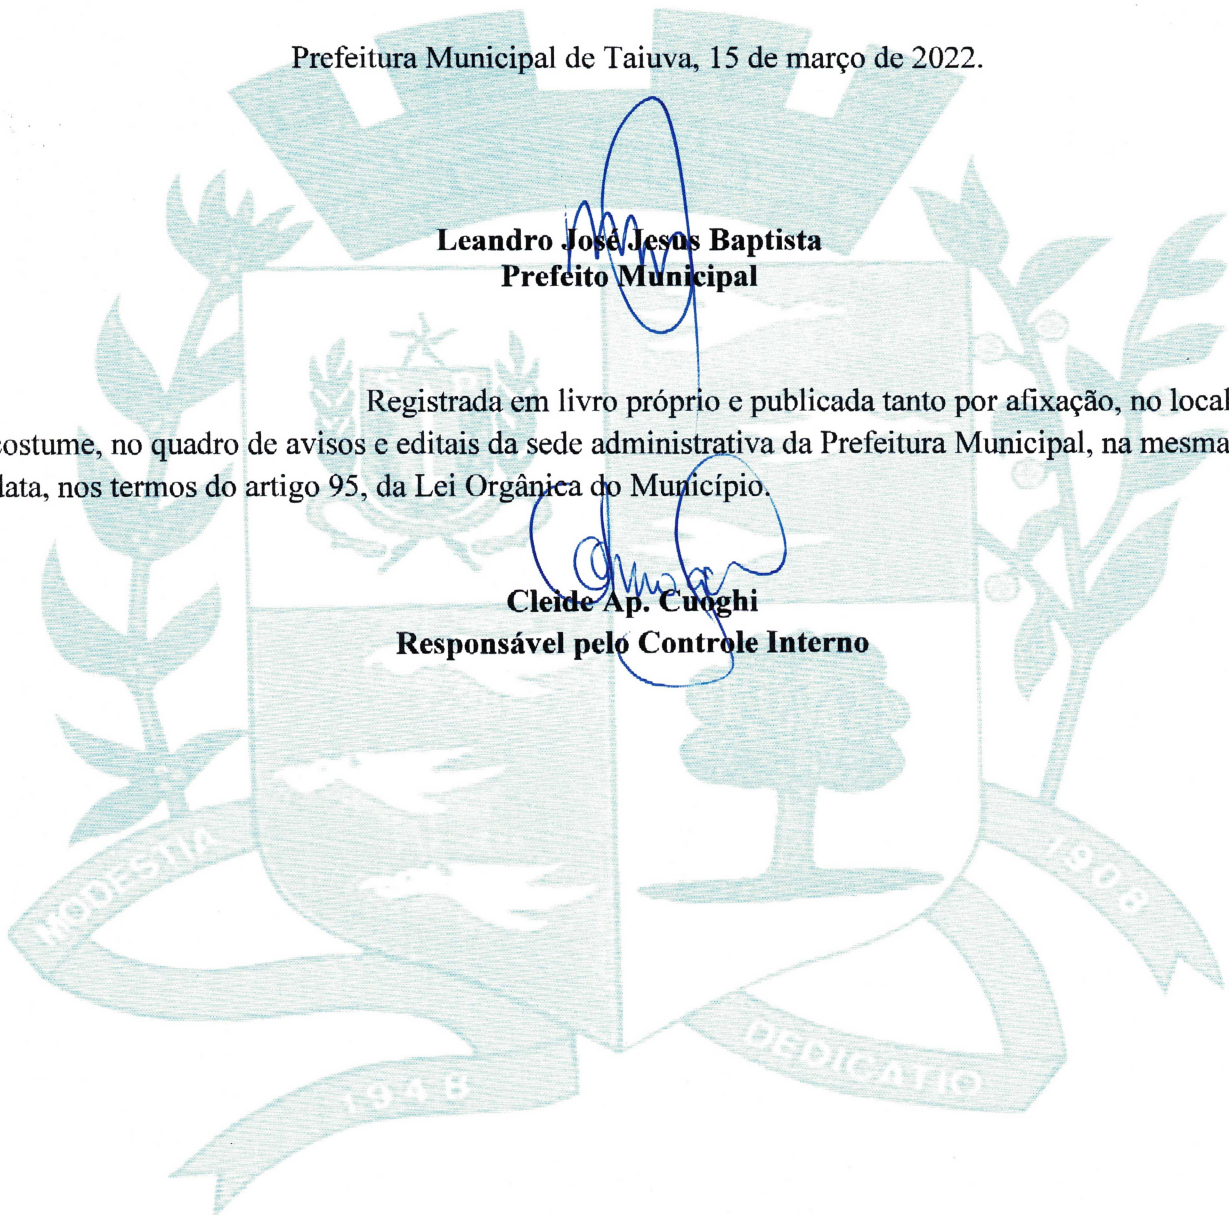 Prefeitura Municipal de Taiuva, 15 de março de 2022.
Leandro José Jesus Baptista
Prefeito Municipal
Registrada em livro próprio e publicada tanto por afixação, no local
costume, no quadro de avisos e editais da sede administrativa da Prefeitura Municipal, na mesma
data, nos termos do artigo 95, da Lei Orgânica do Município.
Cleide Ap. Cuoghi
Responsável pelo Controle Interno
MODESTIA
1908
DEDICATIO
1948